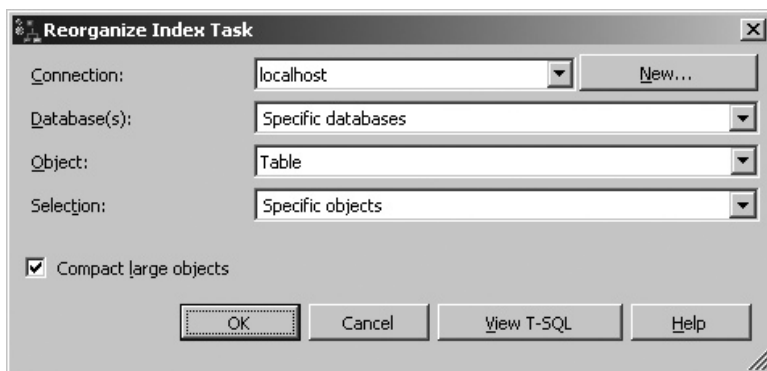 Reorganize Index Task
Connection: localhost New...
Database(s): Specific databases
Object: Table
Selection: Specific objects
Compact large objects
OK Cancel View T-SQL Help